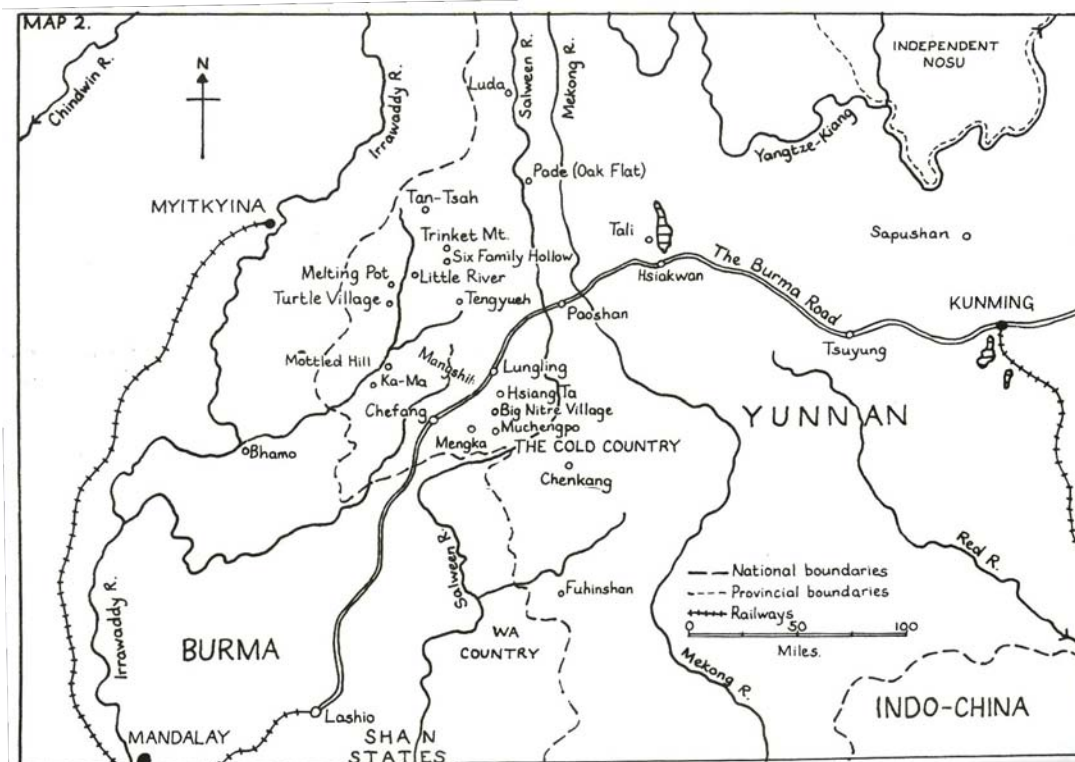 MAP 2.
N
Chindwin R.
Irrawaddy R.
Luda
Salween R.
Mekong R.
INDEPENDENT
NOSU
Yangtze-Kiang
Pade (Oak Flat)
MYITKYINA
Tan-Tsah
Trinket Mt.
Six Family Hollow
Melting Pot
Little River
Turtle Village
Tengyueh
Tali
Hsiakwan
The Burma Road
Sapushan
KUNMING
Paoshan
Tsuyung
Mottled Hill
Ka-Ma
Mangshih
Lungling
Hsiang Ta
Chefang
Big Nitre Village
Muchengpo
Mengka
THE COLD COUNTRY
YUNNAN
Bhamo
Chenkang
Salween R.
Fuhinshan
Red R.
National boundaries
Provincial boundaries
Railways
0 50 100
Miles.
Irrawaddy R.
BURMA
WA
COUNTRY
Mekong R.
INDO-CHINA
Lashio
MANDALAY
SHAN
STATES